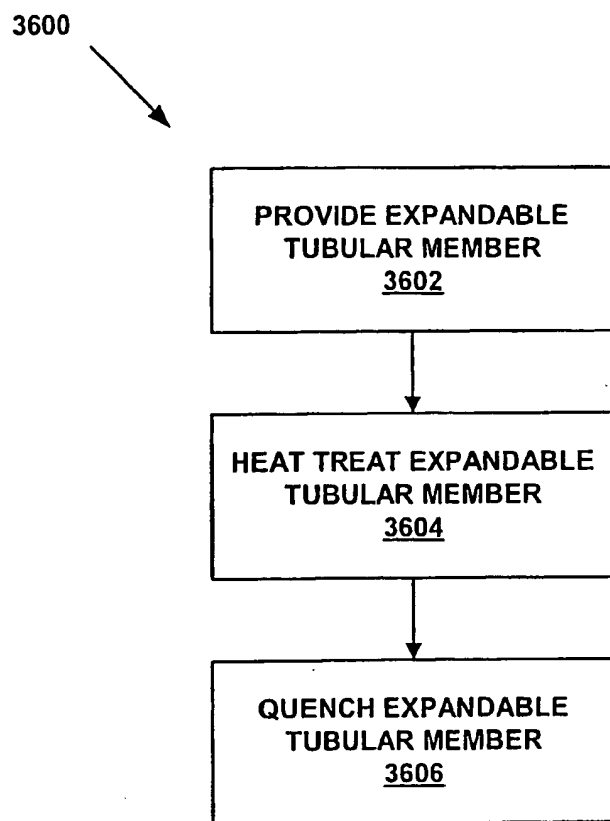 3600
PROVIDE EXPANDABLE
TUBULAR MEMBER
3602
HEAT TREAT EXPANDABLE
TUBULAR MEMBER
3604
QUENCH EXPANDABLE
TUBULAR MEMBER
3606